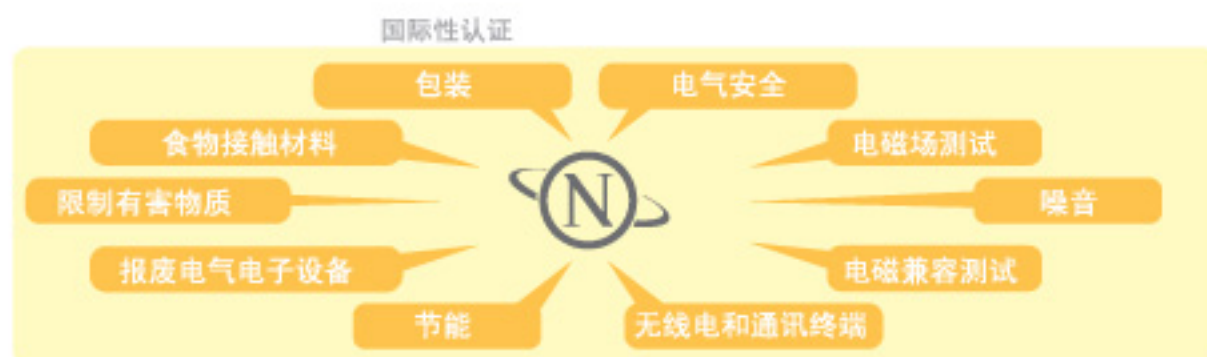 国际性认证
包装
电气安全
食物接触材料
电磁场测试
限制有害物质
N
噪音
报废电气电子设备
电磁兼容测试
节能
无线电和通讯终端